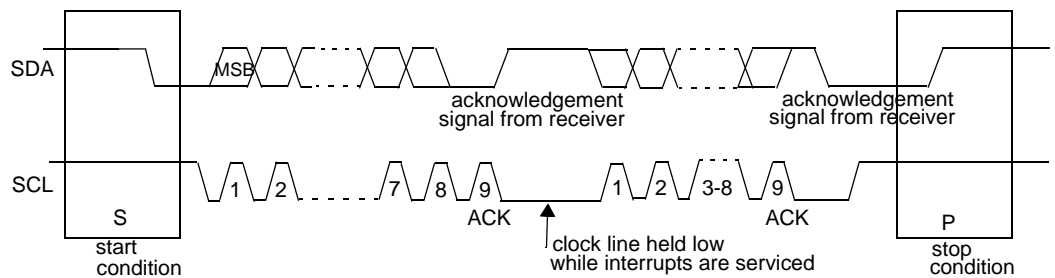 SDA
MSB
acknowledgement
signal from receiver
acknowledgement
signal from receiver
SCL
1
2
7
8
9
1
2
3-8
9
ACK
ACK
S
P
start
condition
clock line held low
while interrupts are serviced
stop
condition